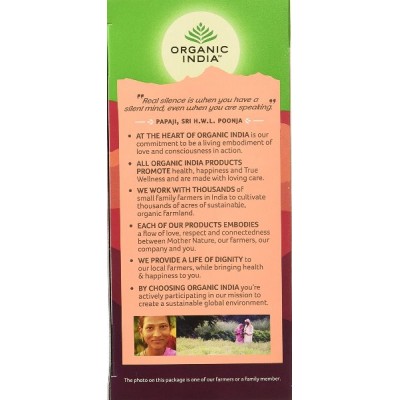 ORGANIC
INDIA™
"Real silence is when you have a
silent mind, even when you are speaking."
PAPAJI, SRI H.W.L. POONJA
• AT THE HEART OF ORGANIC INDIA is our
commitment to be a living embodiment of
love and consciousness in action.
• ALL ORGANIC INDIA PRODUCTS
PROMOTE health, happiness and True
Wellness and are made with loving care.
• WE WORK WITH THOUSANDS of
small family farmers in India to cultivate
thousands of acres of sustainable,
organic farmland.
• EACH OF OUR PRODUCTS EMBODIES
a flow of love, respect and connectedness
between Mother Nature, our farmers, our
company and you.
• WE PROVIDE A LIFE OF DIGNITY to
our local farmers, while bringing health
& happiness to you.
• BY CHOOSING ORGANIC INDIA you're
actively participating in our mission to
create a sustainable global environment.
The photo on this package is one of our farmers or a family member.